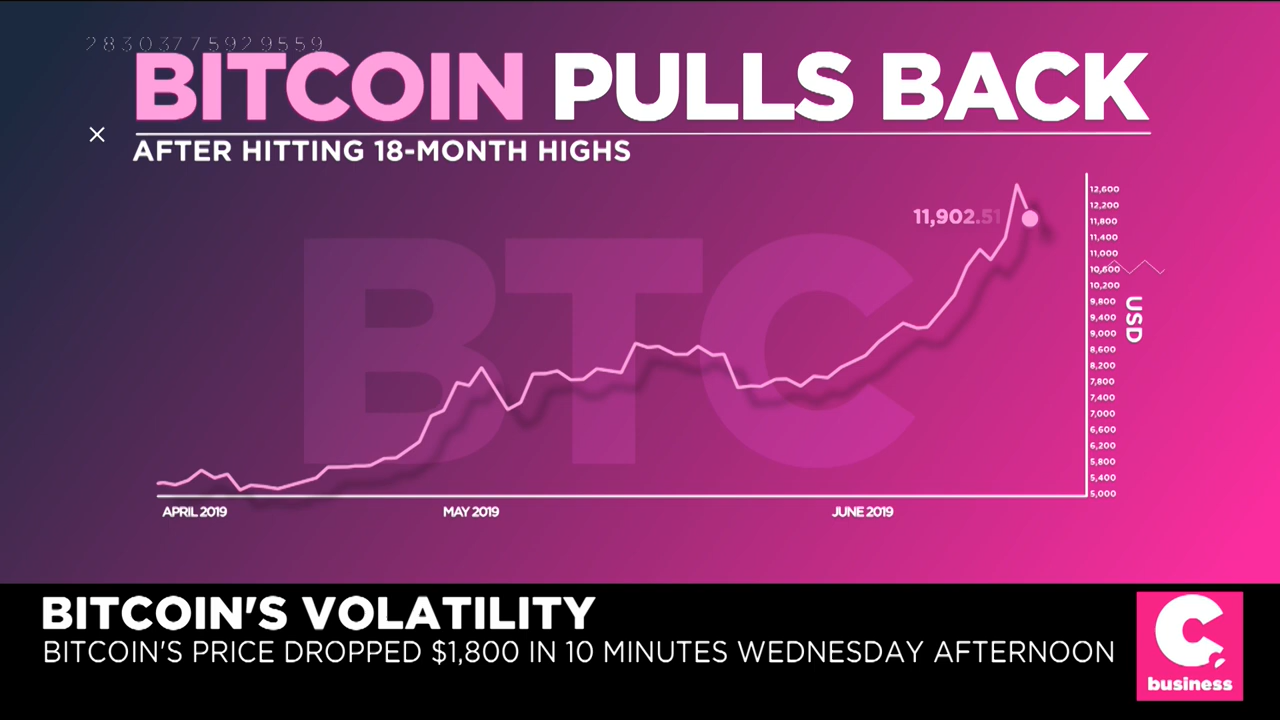 28303775929559
BITCOIN PULLS BACK
AFTER HITTING 18-MONTH HIGHS
BTC
11,902.51
12,600
12,200
11,800
11,400
11,000
10,600
10,200
9,800
9,400
9,000
8,600
8,200
7,800
7,400
7,000
6,600
6,200
5,800
5,400
5,000
USD
APRIL 2019
MAY 2019
JUNE 2019
BITCOIN'S VOLATILITY
BITCOIN'S PRICE DROPPED $1,800 IN 10 MINUTES WEDNESDAY AFTERNOON
C
business